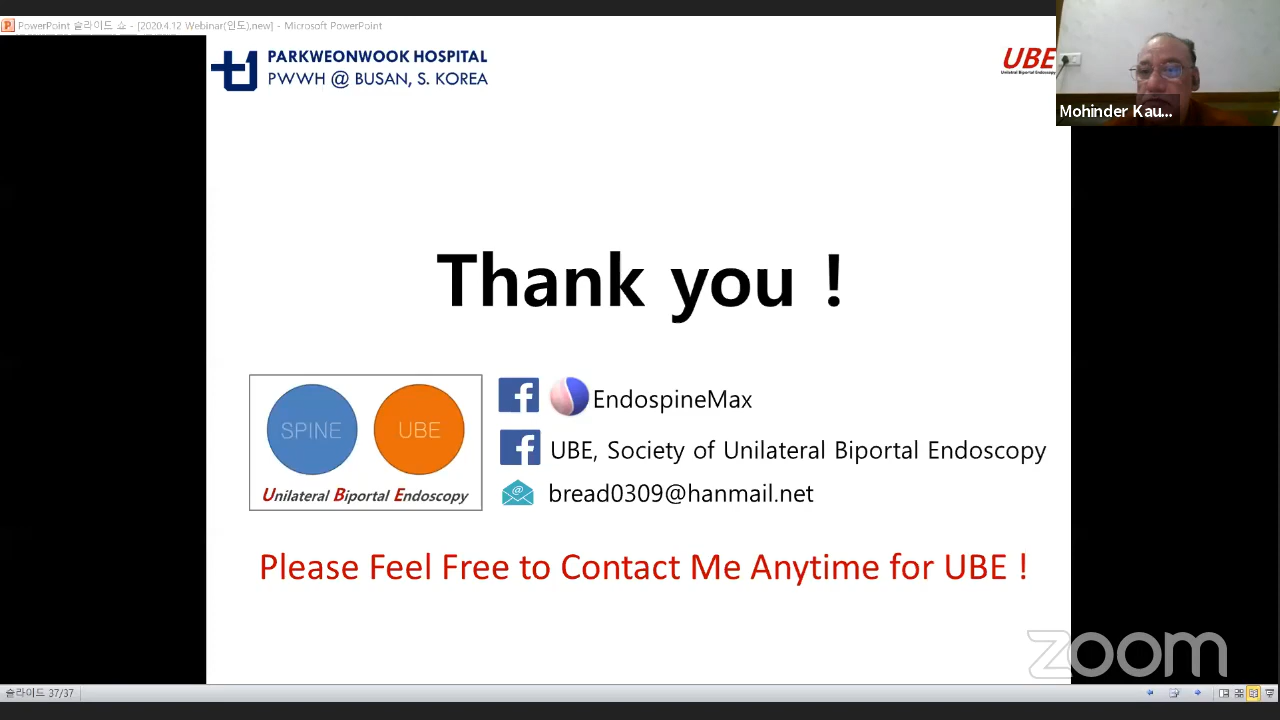 PowerPoint 슬라이드 쇼 - [2020.4.12 Webinar(인도),new] - Microsoft PowerPoint
PARKWEONWOOK HOSPITAL
PWWH @ BUSAN, S. KOREA
UBE
Unilateral Biportal Endoscopy
Mohinder Kau...
Thank you !
SPINE
UBE
Unilateral Biportal Endoscopy
EndospineMax
UBE, Society of Unilateral Biportal Endoscopy
bread0309@hanmail.net
Please Feel Free to Contact Me Anytime for UBE !
zoom
슬라이드 37/37